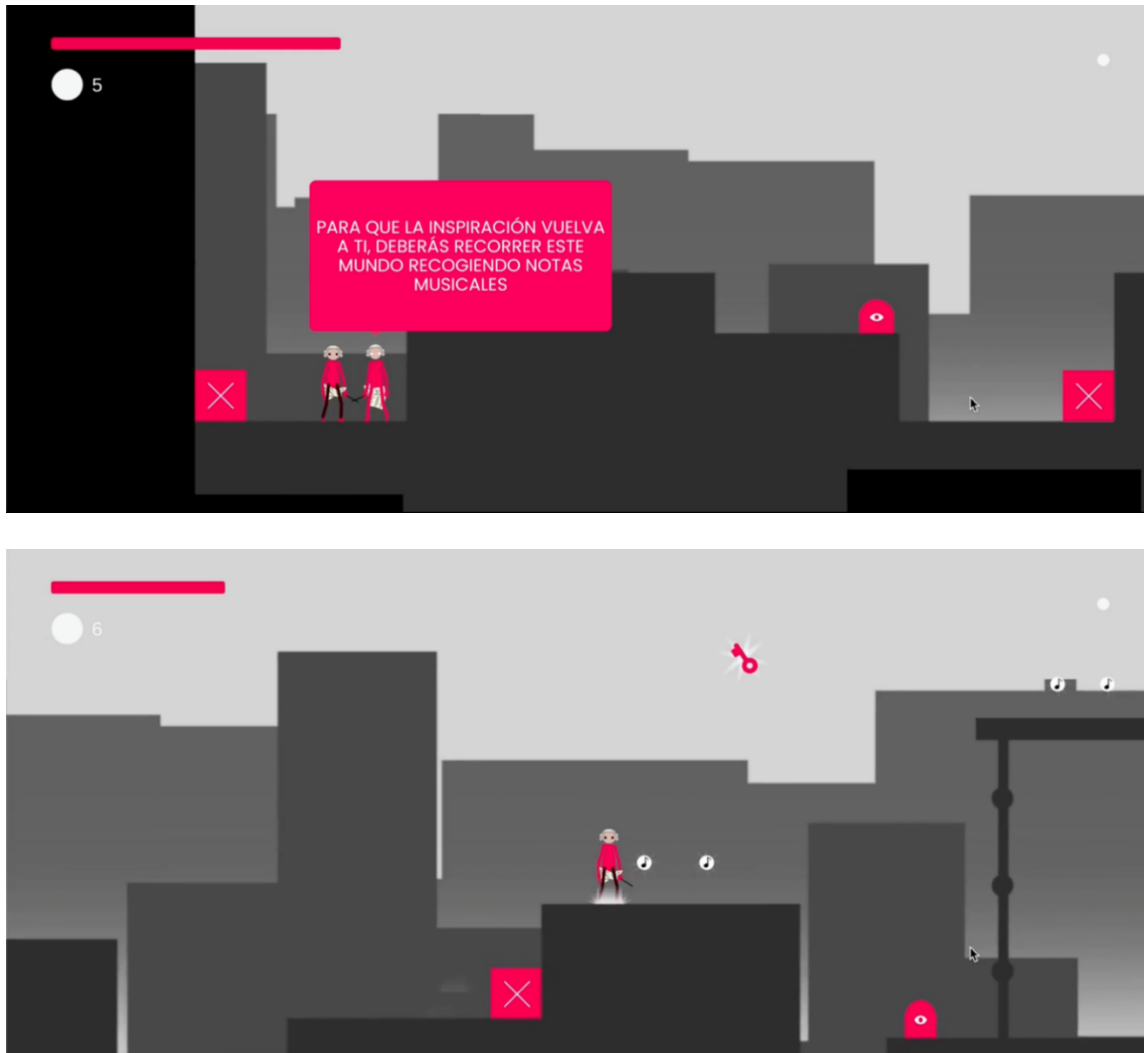 5
PARA QUE LA INSPIRACIÓN VUELVA
A TI, DEBERÁS RECORRER ESTE
MUNDO RECOGIENDO NOTAS
MUSICALES
6